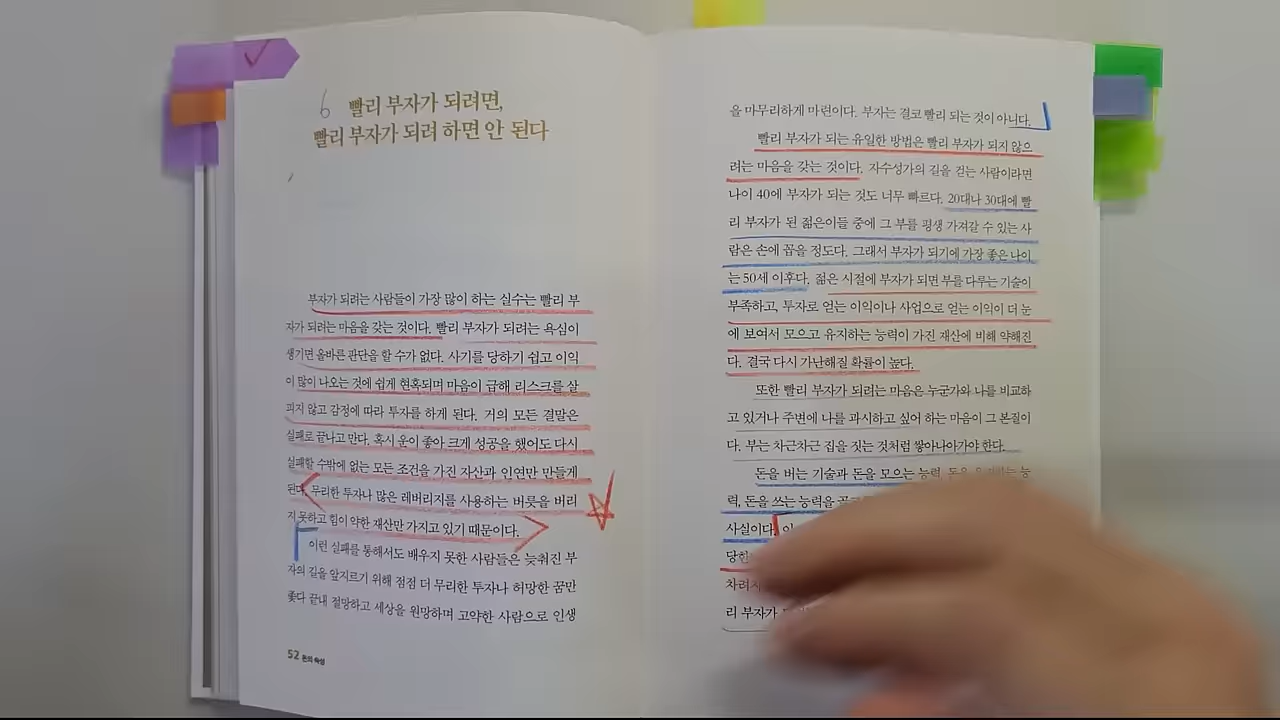 6 빨리 부자가 되려면,
빨리 부자가 되려 하면 안 된다
부자가 되려는 사람들이 가장 많이 하는 실수는 빨리 부
자가 되려는 마음을 갖는 것이다. 빨리 부자가 되려는 욕심이
생기면 올바른 판단을 할 수가 없다. 사기를 당하기 쉽고 이익
이 많이 나오는 것에 쉽게 현혹되며 마음이 급해 리스크를 살
피지 않고 감정에 따라 투자를 하게 된다. 거의 모든 결말은
실패로 끝나고 만다. 혹시 운이 좋아 크게 성공을 했어도 다시
실패할 수밖에 없는 모든 조건을 가진 자산과 인연만 만들게
된다. 무리한 투자나 많은 레버리지를 사용하는 버릇을 버리
지 못하고 힘이 약한 재산만 가지고 있기 때문이다.
이런 실패를 통해서도 배우지 못한 사람들은 늦춰진 부
자의 길을 앞지르기 위해 점점 더 무리한 투자나 허망한 꿈만
좇다 끝내 절망하고 세상을 원망하며 고약한 사람으로 인생
52 돈의 속성
을 마무리하게 마련이다. 부자는 결코 빨리 되는 것이 아니다.
빨리 부자가 되는 유일한 방법은 빨리 부자가 되지 않으
려는 마음을 갖는 것이다. 자수성가의 길을 걷는 사람이라면
나이 40에 부자가 되는 것도 너무 빠르다. 20대나 30대에 빨
리 부자가 된 젊은이들 중에 그 부를 평생 가져갈 수 있는 사
람은 손에 꼽을 정도다. 그래서 부자가 되기에 가장 좋은 나이
는 50세 이후다. 젊은 시절에 부자가 되면 부를 다루는 기술이
부족하고, 투자로 얻는 이익이나 사업으로 얻는 이익이 더 눈
에 보여서 모으고 유지하는 능력이 가진 재산에 비해 약해진
다. 결국 다시 가난해질 확률이 높다.
또한 빨리 부자가 되려는 마음은 누군가와 나를 비교하
고 있거나 주변에 나를 과시하고 싶어 하는 마음이 그 본질이
다. 부는 차근차근 집을 짓는 것처럼 쌓아나아가야 한다.
돈을 버는 기술과 돈을 모으는 능력, 돈을
력, 돈을 쓰는 능력을
사실이다.
리 부자가